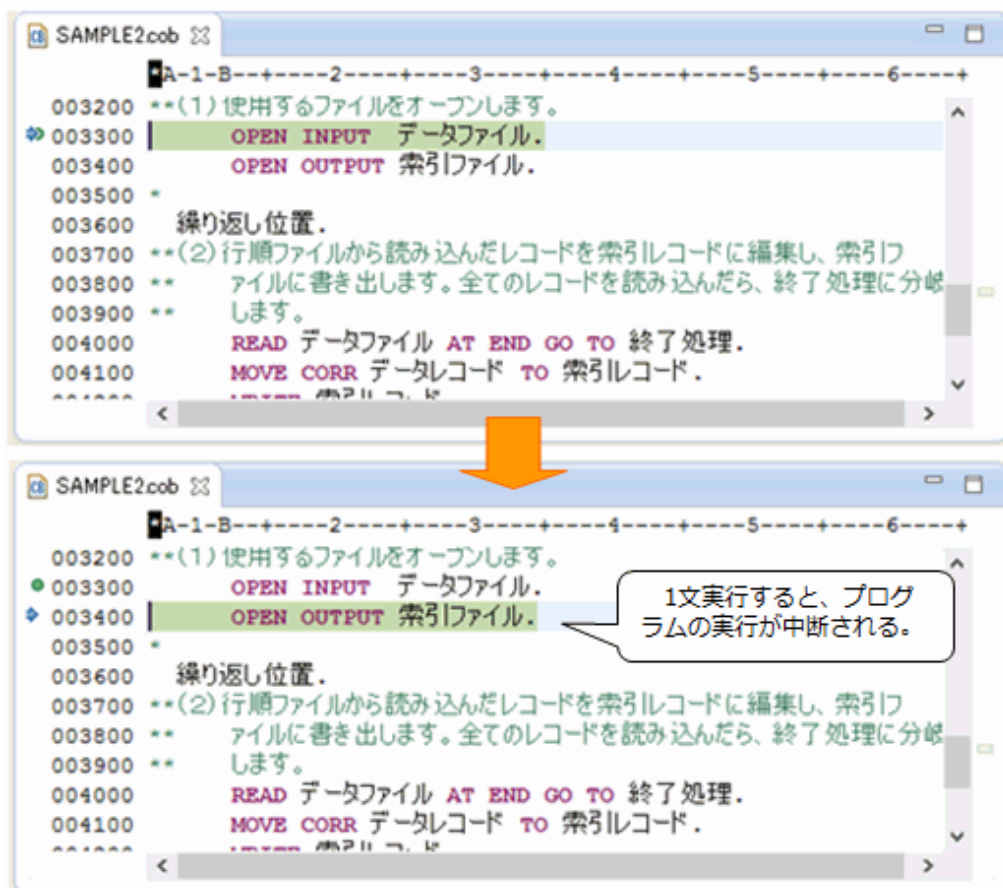 SAMPLE2.cob
*A-1-B--+----2----+----3----+----4----+----5----+----6----+
003200 **(1)使用するファイルをオープンします。
003300 OPEN INPUT データファイル.
003400 OPEN OUTPUT 索引ファイル.
003500 *
003600 繰り返し位置.
003700 **(2)行順ファイルから読み込んだレコードを索引レコードに編集し、索引フ
003800 ** ァイルに書き出します。全てのレコードを読み込んだら、終了処理に分岐
003900 ** します。
004000 READ データファイル AT END GO TO 終了処理.
004100 MOVE CORR データレコード TO 索引レコード.
SAMPLE2.cob
*A-1-B--+----2----+----3----+----4----+----5----+----6----+
003200 **(1)使用するファイルをオープンします。
003300 OPEN INPUT データファイル.
003400 OPEN OUTPUT 索引ファイル.
1文実行すると、プログ
ラムの実行が中断される。
003500 *
003600 繰り返し位置.
003700 **(2)行順ファイルから読み込んだレコードを索引レコードに編集し、索引フ
003800 ** ァイルに書き出します。全てのレコードを読み込んだら、終了処理に分岐
003900 ** します。
004000 READ データファイル AT END GO TO 終了処理.
004100 MOVE CORR データレコード TO 索引レコード.